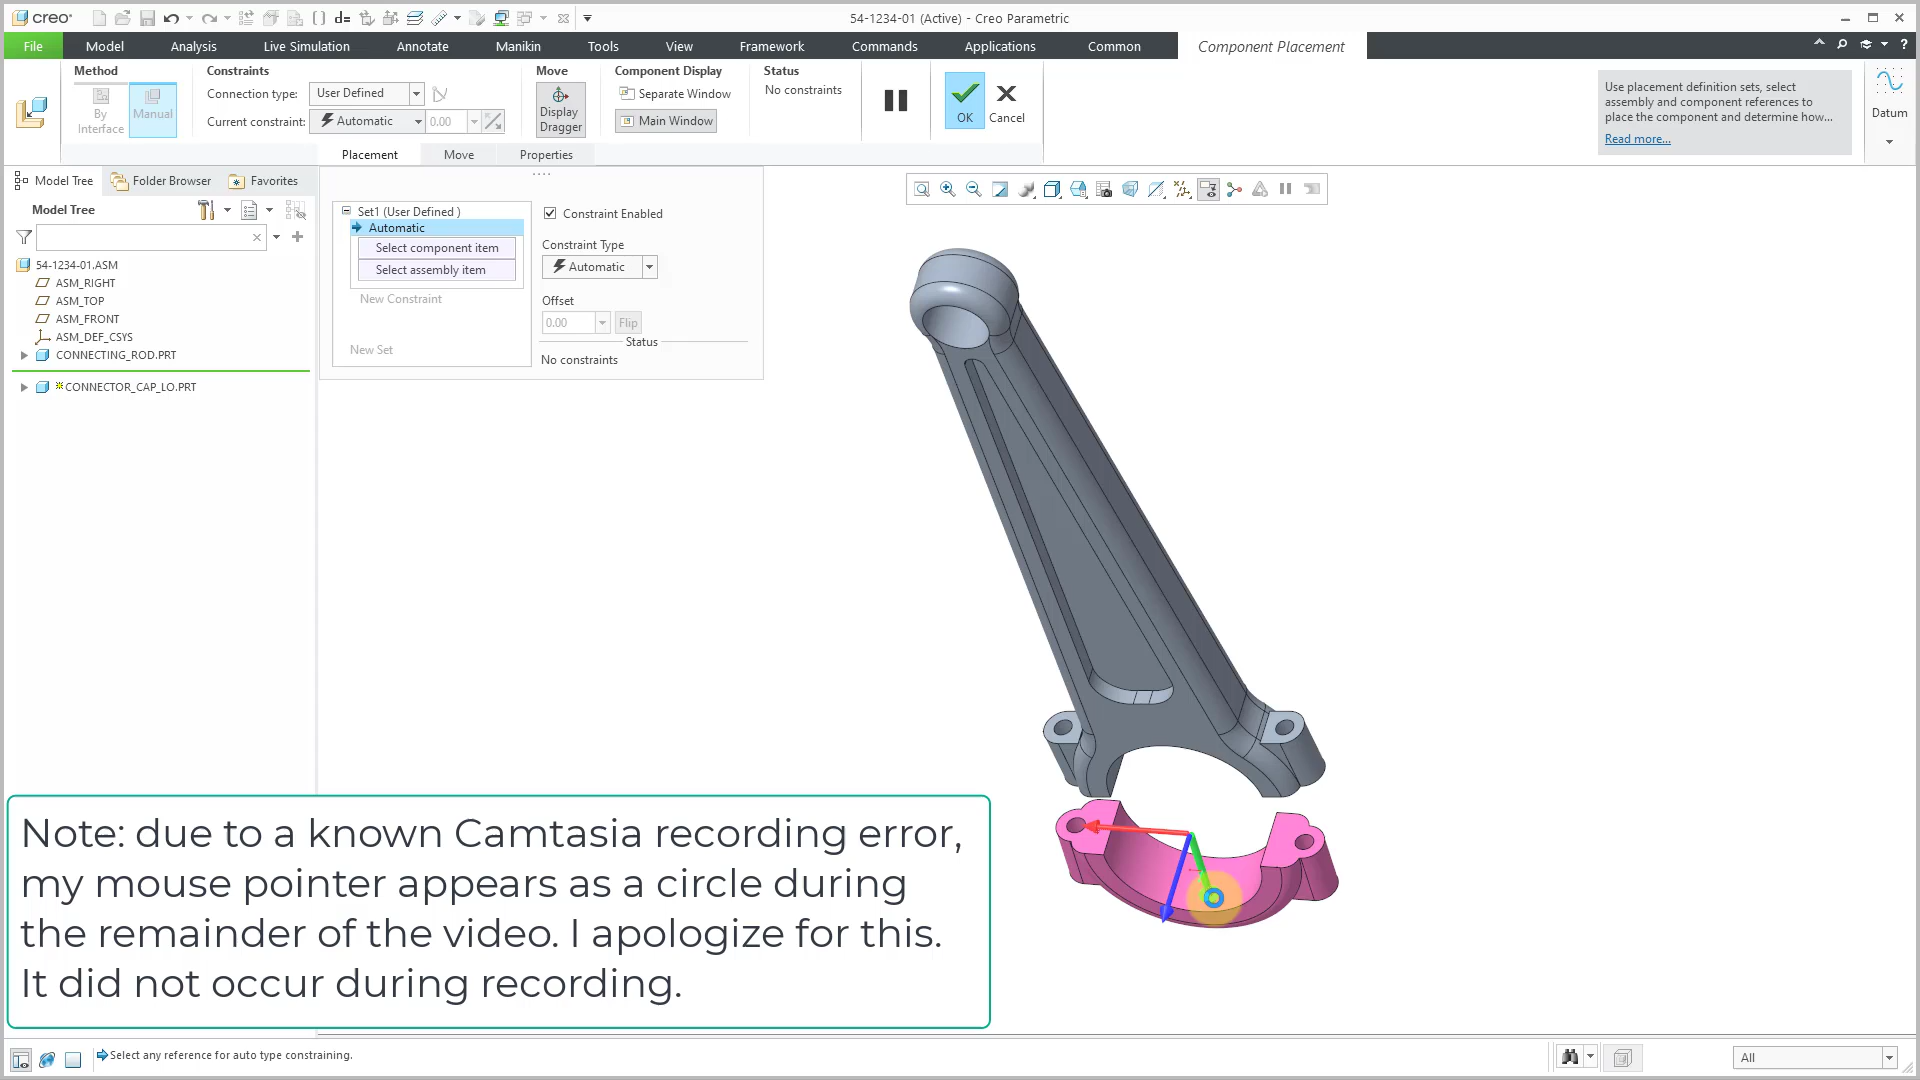 creo
d=
54-1234-01 (Active) - Creo Parametric
File
Model
Analysis
Live Simulation
Annotate
Manikin
Tools
View
Framework
Commands
Applications
Common
Component Placement
Method
By Interface
Manual
Constraints
Connection type:
User Defined
Current constraint:
Automatic
0.00
Move
Display Dragger
Component Display
Separate Window
Main Window
Status
No constraints
OK
Cancel
Use placement definition sets, select
assembly and component references to
place the component and determine how...
Read more...
Datum
Placement
Move
Properties
Model Tree
Folder Browser
Favorites
Model Tree
54-1234-01.ASM
ASM_RIGHT
ASM_TOP
ASM_FRONT
ASM_DEF_CSYS
CONNECTING_ROD.PRT
CONNECTOR_CAP_LO.PRT
Set1 (User Defined )
Automatic
Select component item
Select assembly item
New Constraint
New Set
Constraint Enabled
Constraint Type
Automatic
Offset
0.00
Flip
Status
No constraints
Note: due to a known Camtasia recording error,
my mouse pointer appears as a circle during
the remainder of the video. I apologize for this.
It did not occur during recording.
Select any reference for auto type constraining.
All